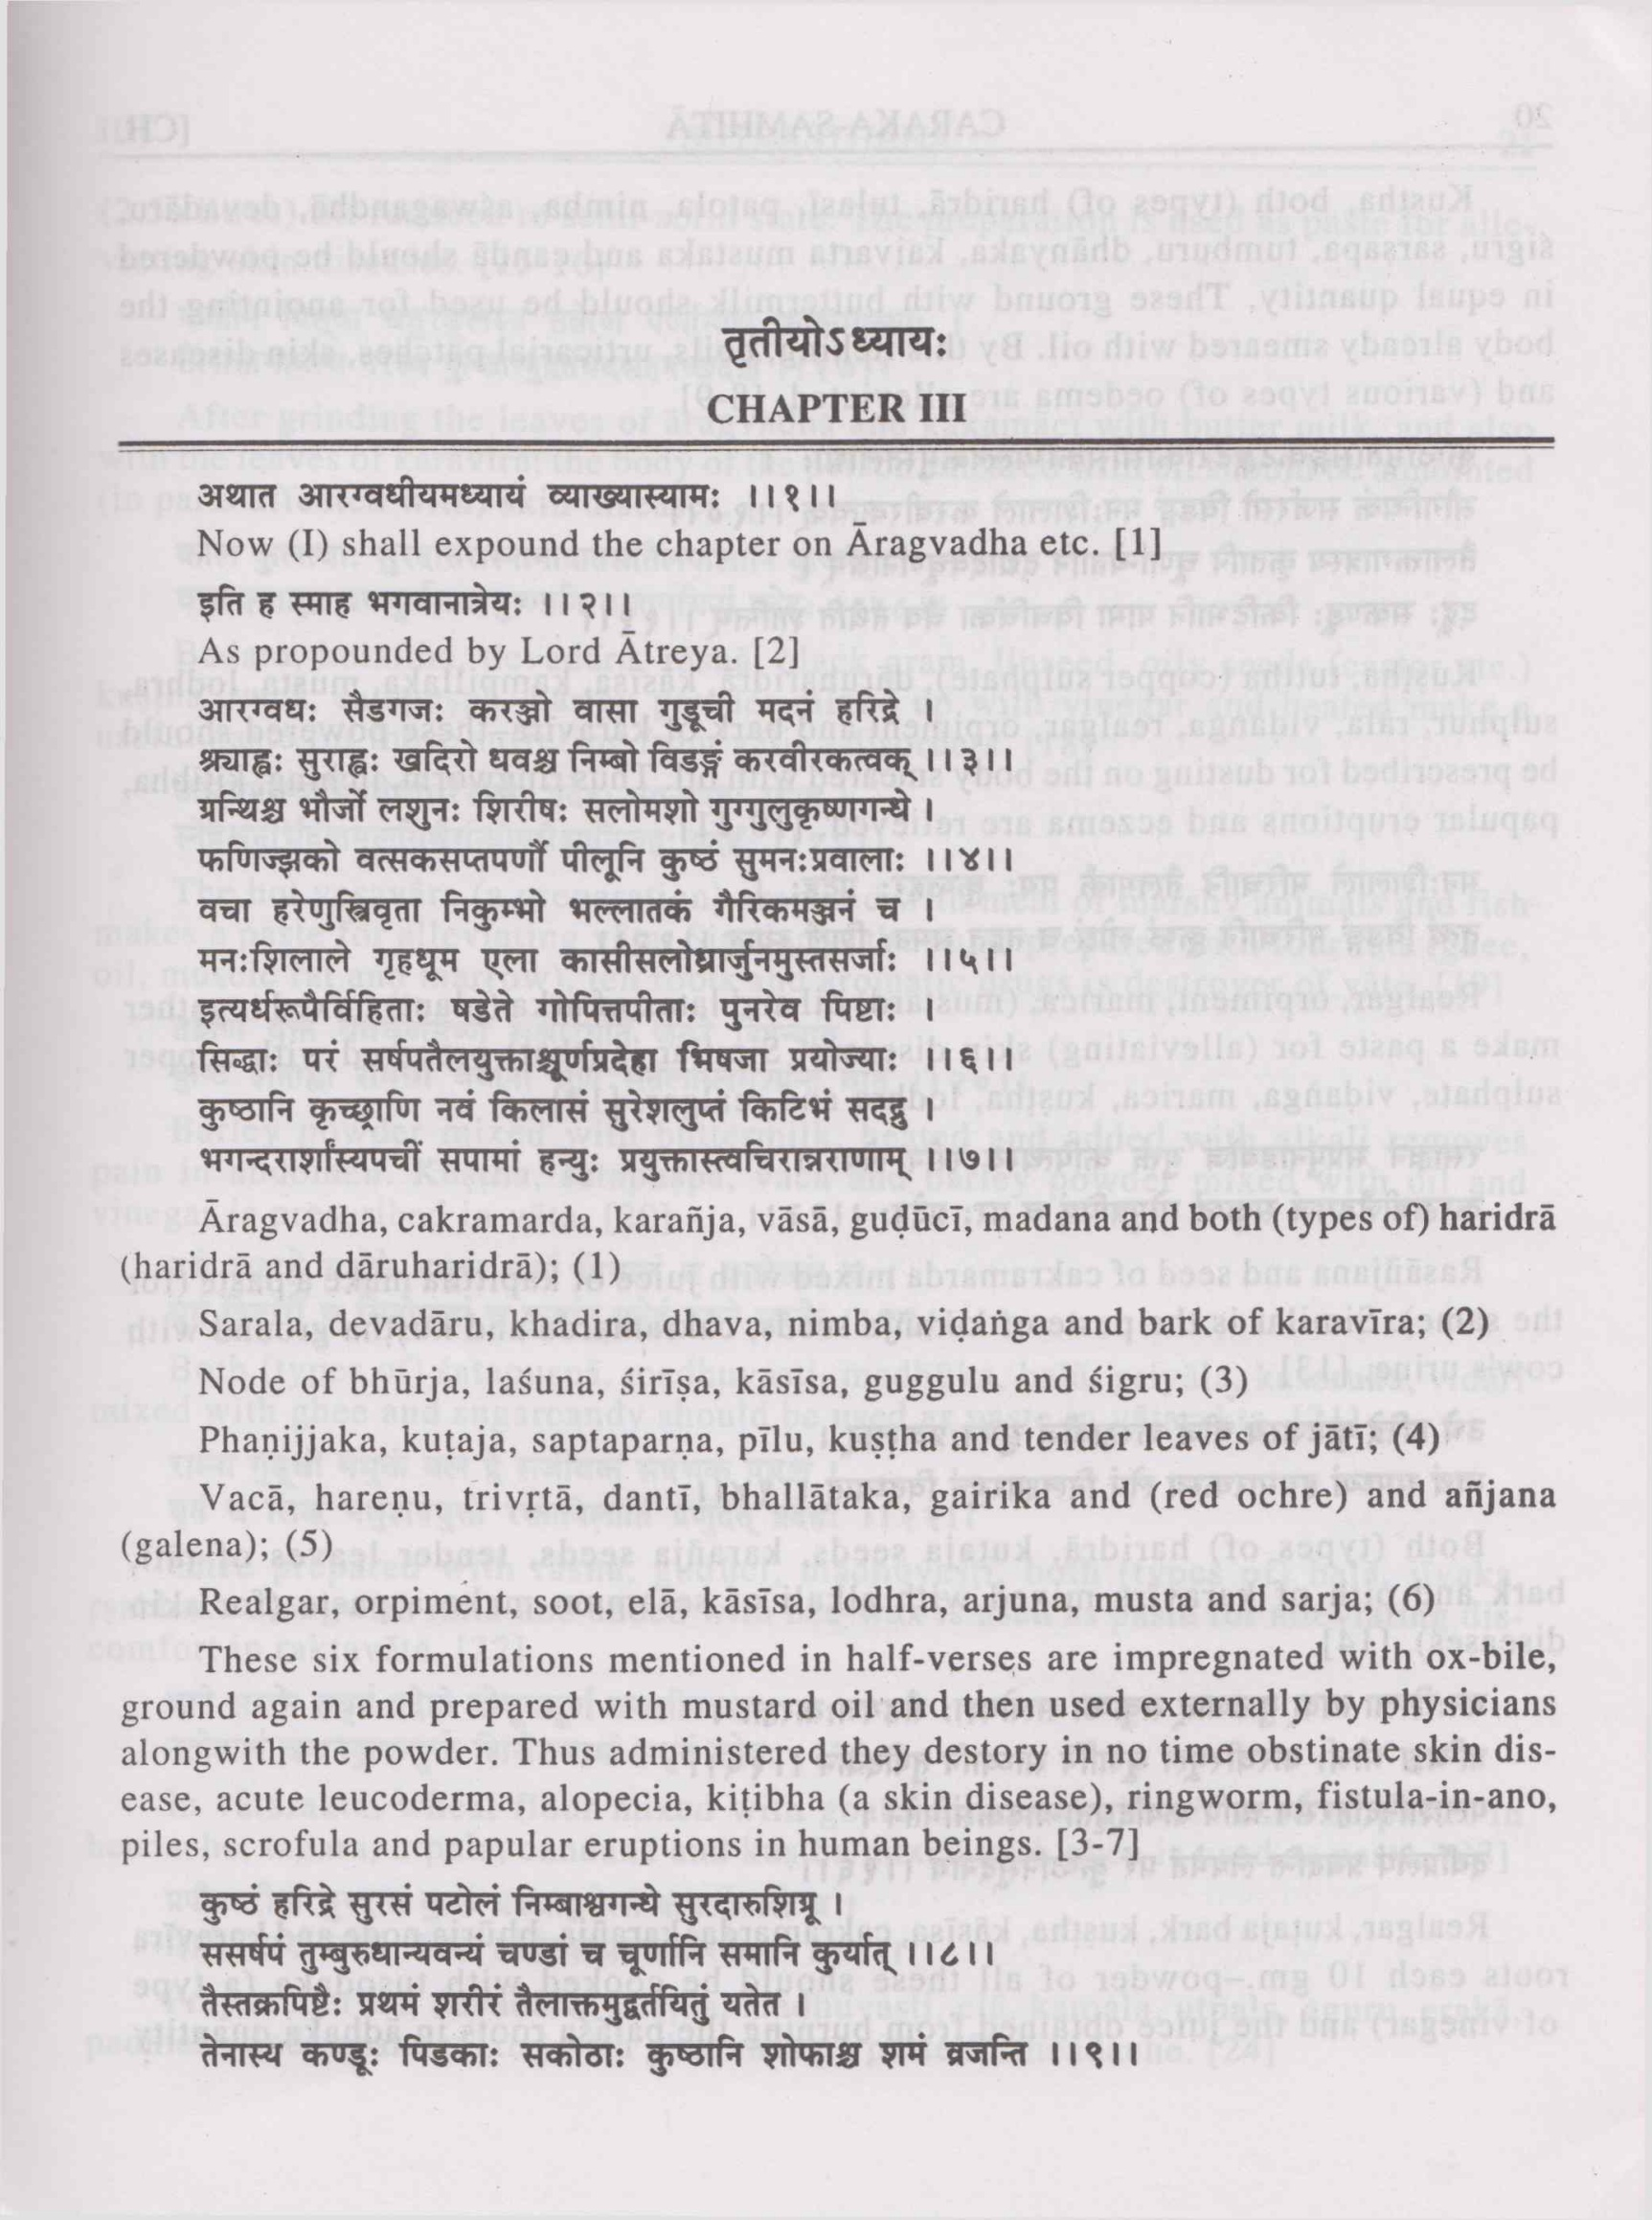 तृतीयोऽध्यायः
CHAPTER III
अथात आरग्वधीयमध्यायं व्याख्यास्यामः ।।१।।
Now (I) shall expound the chapter on Āragvadha etc. [1]
इति ह स्माह भगवानात्रेयः ।।२।।
As propounded by Lord Ātreya. [2]
आरग्वधः सैडगजः करञ्जो वासा गुडूची मदनं हरिद्रे ।
श्र्याह्वः सुराह्वः खदिरो धवश्च निम्बो विडङ्गं करवीरकत्वक् ।।३।।
ग्रन्थिश्च भौर्जो लशुनः शिरीषः सलोमशो गुग्गुलुकृष्णगन्धे ।
फणिज्झको वत्सकसप्तपर्णौ पीलूनि कुष्ठं सुमनःप्रवालाः ।।४।।
वचा हरेणुस्त्रिवृता निकुम्भो भल्लातकं गैरिकमञ्जनं च ।
मनःशिलाले गृहधूम एला कासीसलोध्रार्जुनमुस्तसर्जाः ।।५।।
इत्यर्धरूपैर्विहिताः षडेते गोपित्तपीताः पुनरेव पिष्टाः ।
सिद्धाः परं सर्षपतैलयुक्ताश्चूर्णप्रदेहा भिषजा प्रयोज्याः ।।६।।
कुष्ठानि कृच्छ्राणि नवं किलासं सुरेशलुप्तं किटिभं सदद्रु ।
भगन्दरार्शांस्यपचीं सपामां हन्युः प्रयुक्तास्त्वचिरान्नराणाम् ।।७।।
Āragvadha, cakramarda, karañja, vāsā, guḍūcī, madana and both (types of) haridrā
(haridrā and dāruharidrā); (1)
Sarala, devadāru, khadira, dhava, nimba, viḍaṅga and bark of karavīra; (2)
Node of bhūrja, laśuna, śirīṣa, kāsīsa, guggulu and śigru; (3)
Phaṇijjaka, kuṭaja, saptaparṇa, pīlu, kuṣṭha and tender leaves of jātī; (4)
Vacā, hareṇu, trivṛtā, dantī, bhallātaka, gairika and (red ochre) and añjana
(galena); (5)
Realgar, orpiment, soot, elā, kāsīsa, lodhra, arjuna, musta and sarja; (6)
These six formulations mentioned in half-verses are impregnated with ox-bile,
ground again and prepared with mustard oil and then used externally by physicians
alongwith the powder. Thus administered they destory in no time obstinate skin dis-
ease, acute leucoderma, alopecia, kiṭibha (a skin disease), ringworm, fistula-in-ano,
piles, scrofula and papular eruptions in human beings. [3-7]
कुष्ठं हरिद्रे सुरसं पटोलं निम्बाश्वगन्धे सुरदारुशिग्रू ।
ससर्षपं तुम्बुरुधान्यवन्यं चण्डां च चूर्णानि समानि कुर्यात् ।।८।।
तैस्तक्रपिष्टैः प्रथमं शरीरं तैलाक्तमुद्वर्तयितुं यतेत ।
तेनास्य कण्डूः पिडकाः सकोठाः कुष्ठानि शोफाश्च शमं व्रजन्ति ।।९।।